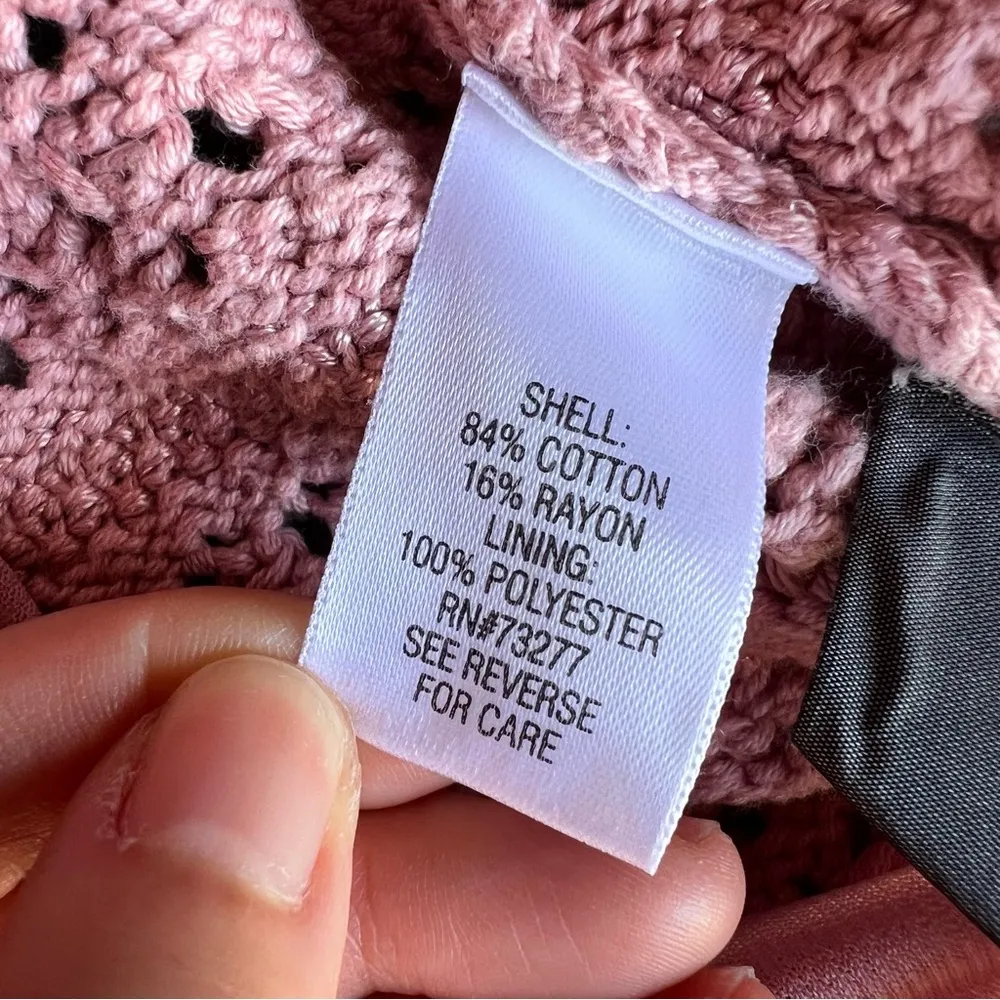 SHELL:
84% COTTON
16% RAYON
LINING:
100% POLYESTER
RN#73277
SEE REVERSE
FOR CARE